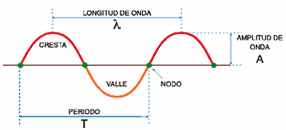 LONGITUD DE ONDA
λ
CRESTA
AMPLITUD DE
ONDA
A
VALLE
NODO
PERIODO
T